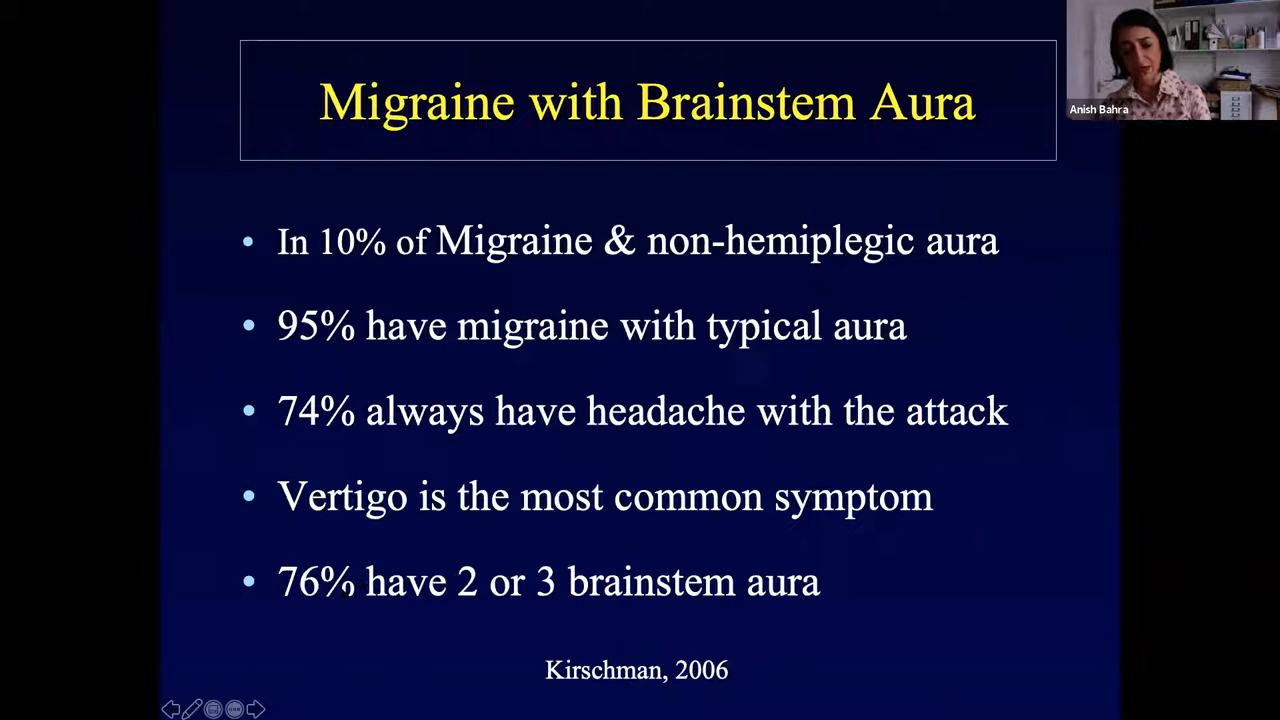 Migraine with Brainstem Aura
Anish Bahra
• In 10% of Migraine & non-hemiplegic aura
• 95% have migraine with typical aura
• 74% always have headache with the attack
• Vertigo is the most common symptom
• 76% have 2 or 3 brainstem aura
Kirschman, 2006